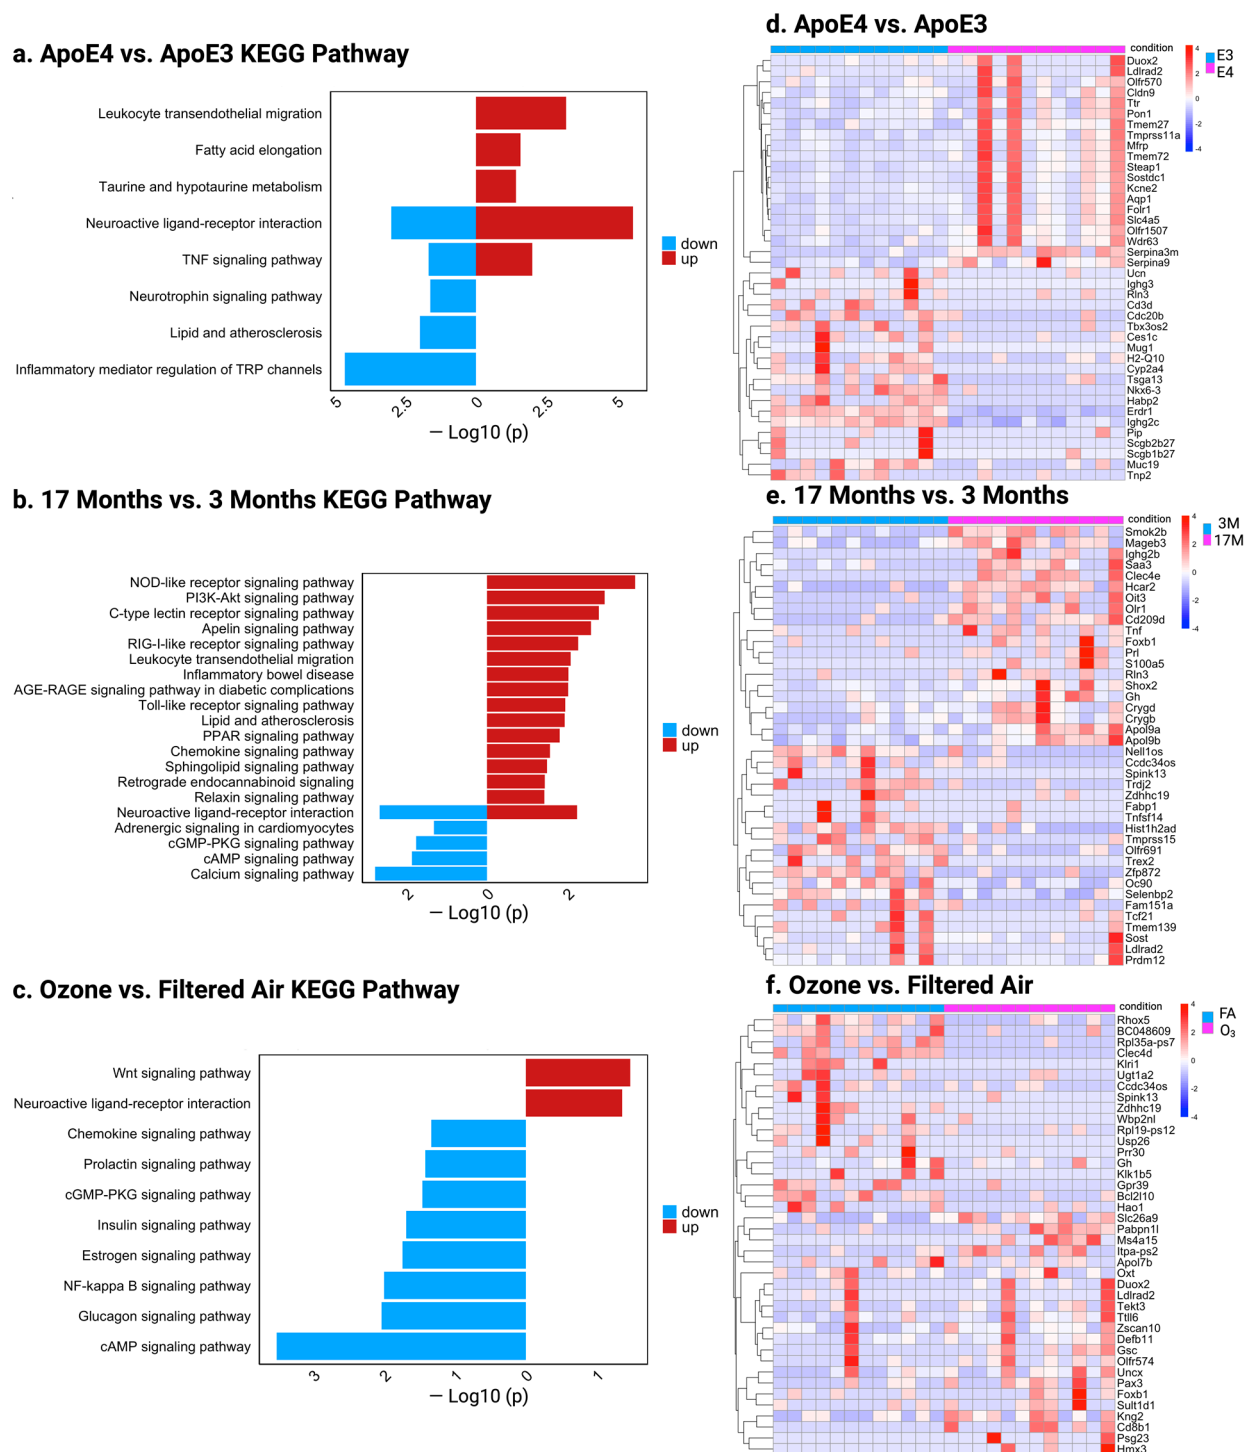 a. ApoE4 vs. ApoE3 KEGG Pathway
Leukocyte transendothelial migration
Fatty acid elongation
Taurine and hypotaurine metabolism
Neuroactive ligand-receptor interaction
TNF signaling pathway
Neurotrophin signaling pathway
Lipid and atherosclerosis
Inflammatory mediator regulation of TRP channels
5 2.5 0 2.5 5
– Log10 (p)
down
up
b. 17 Months vs. 3 Months KEGG Pathway
NOD-like receptor signaling pathway
PI3K-Akt signaling pathway
C-type lectin receptor signaling pathway
Apelin signaling pathway
RIG-I-like receptor signaling pathway
Leukocyte transendothelial migration
Inflammatory bowel disease
AGE-RAGE signaling pathway in diabetic complications
Toll-like receptor signaling pathway
Lipid and atherosclerosis
PPAR signaling pathway
Chemokine signaling pathway
Sphingolipid signaling pathway
Retrograde endocannabinoid signaling
Relaxin signaling pathway
Neuroactive ligand-receptor interaction
Adrenergic signaling in cardiomyocytes
cGMP-PKG signaling pathway
cAMP signaling pathway
Calcium signaling pathway
2 0 2
– Log10 (p)
down
up
c. Ozone vs. Filtered Air KEGG Pathway
Wnt signaling pathway
Neuroactive ligand-receptor interaction
Chemokine signaling pathway
Prolactin signaling pathway
cGMP-PKG signaling pathway
Insulin signaling pathway
Estrogen signaling pathway
NF-kappa B signaling pathway
Glucagon signaling pathway
cAMP signaling pathway
3 2 1 0 1
– Log10 (p)
down
up
d. ApoE4 vs. ApoE3
condition
Duox2
Ldlrad2
Olfr570
Cldn9
Ttr
Pon1
Tmem27
Tmprss11a
Mfrp
Tmem72
Steap1
Sostdc1
Kcne2
Aqp1
Folr1
Slc4a5
Olfr1507
Wdr63
Serpina3m
Serpina9
Ucn
Ighg3
Rln3
Cd3d
Cdc20b
Tbx3os2
Ces1c
Mug1
H2-Q10
Cyp2a4
Tsga13
Nkx6-3
Habp2
Erdr1
Ighg2c
Pip
Scgb2b27
Scgb1b27
Muc19
Tnp2
4
2
0
-2
-4
E3
E4
e. 17 Months vs. 3 Months
condition
Smok2b
Mageb3
Ighg2b
Saa3
Clec4e
Hcar2
Oit3
Olr1
Cd209d
Tnf
Foxb1
Prl
S100a5
Rln3
Shox2
Gh
Crygd
Crygb
Apol9a
Apol9b
Nell1os
Ccdc34os
Spink13
Trdj2
Zdhhc19
Fabp1
Tnfsf14
Hist1h2ad
Tmprss15
Olfr691
Trex2
Zfp872
Oc90
Selenbp2
Fam151a
Tcf21
Tmem139
Sost
Ldlrad2
Prdm12
4
2
0
-2
-4
3M
17M
f. Ozone vs. Filtered Air
condition
Rhox5
BC048609
Rpl35a-ps7
Clec4d
Klri1
Ugt1a2
Ccdc34os
Spink13
Zdhhc19
Wbp2nl
Rpl19-ps12
Usp26
Prr30
Gh
Klk1b5
Gpr39
Bcl2l10
Hao1
Slc26a9
Pabpn1l
Ms4a15
Itpa-ps2
Apol7b
Oxt
Duox2
Ldlrad2
Tekt3
Ttll6
Zscan10
Defb11
Gsc
Olfr574
Uncx
Pax3
Foxb1
Sult1d1
Kng2
Cd8b1
Psg23
Hmx3
4
2
0
-2
-4
FA
O₃